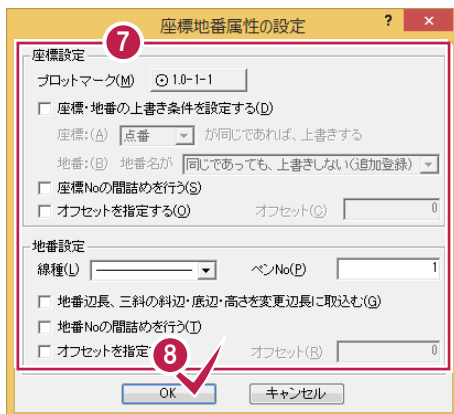 座標地番属性の設定 ? ×
7
座標設定
プロットマーク(M) 1.0-1-1
座標・地番の上書き条件を設定する(D)
座標:(A) 点番 が同じであれば、上書きする
地番:(B) 地番名が 同じであっても、上書きしない(追加登録)
座標Noの間詰めを行う(S)
オフセットを指定する(O) オフセット(C) 0
地番設定
線種(L) ペンNo(P) 1
地番辺長、三斜の斜辺・底辺・高さを変更辺長に取込む(G)
地番Noの間詰めを行う(T)
オフセットを指定 オフセット(R) 0
8
OK キャンセル